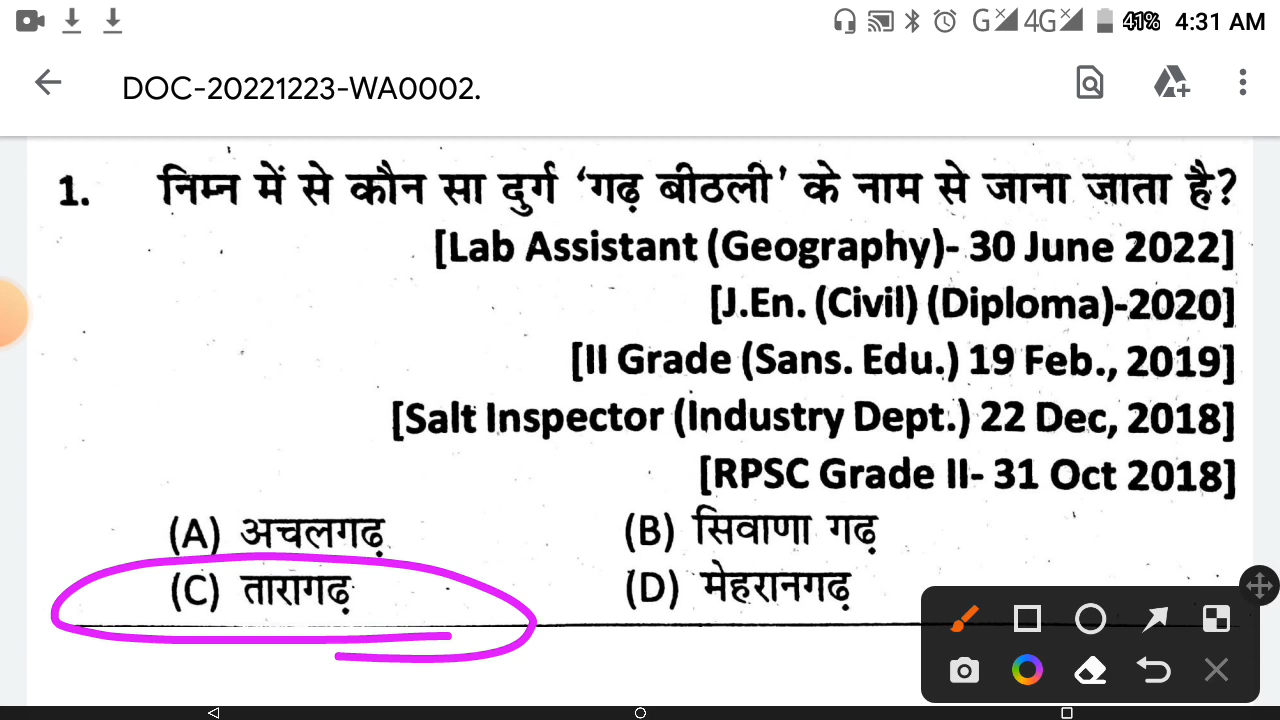 G 4G 41% 4:31 AM
DOC-20221223-WA0002.
1. निम्न में से कौन सा दुर्ग ‘गढ़ बीठली’ के नाम से जाना जाता है?
[Lab Assistant (Geography)- 30 June 2022]
[J.En. (Civil) (Diploma)-2020]
[II Grade (Sans. Edu.) 19 Feb., 2019]
[Salt Inspector (Industry Dept.) 22 Dec, 2018]
[RPSC Grade II- 31 Oct 2018]
(A) अचलगढ़ (B) सिवाणा गढ़
(C) तारागढ़ (D) मेहरानगढ़